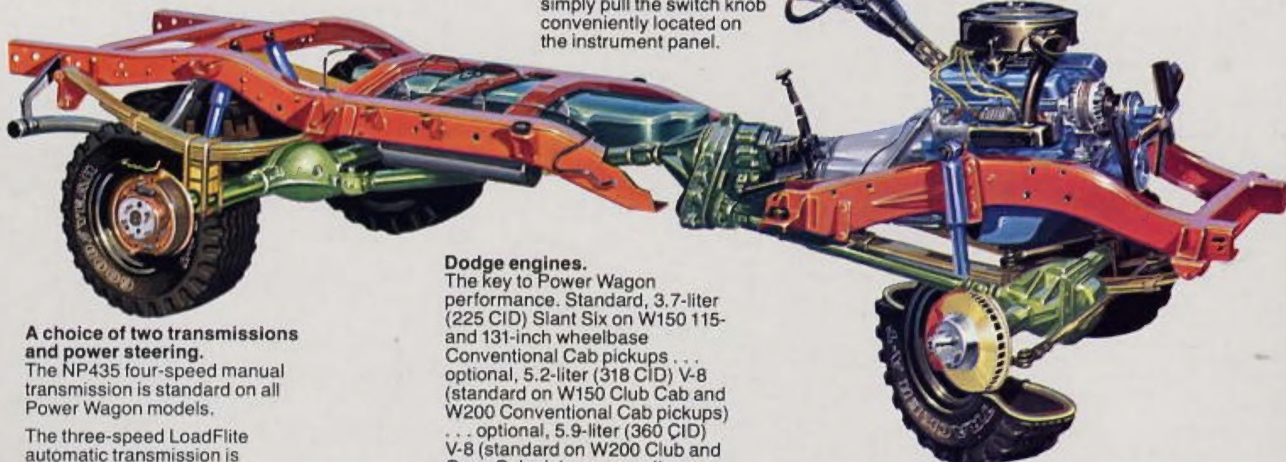 simply pull the switch knob
conveniently located on
the instrument panel.
A choice of two transmissions
and power steering.
The NP435 four-speed manual
transmission is standard on all
Power Wagon models.
The three-speed LoadFlite
automatic transmission is
Dodge engines.
The key to Power Wagon
performance. Standard, 3.7-liter
(225 CID) Slant Six on W150 115-
and 131-inch wheelbase
Conventional Cab pickups . . .
optional, 5.2-liter (318 CID) V-8
(standard on W150 Club Cab and
W200 Conventional Cab pickups)
. . . optional, 5.9-liter (360 CID)
V-8 (standard on W200 Club and